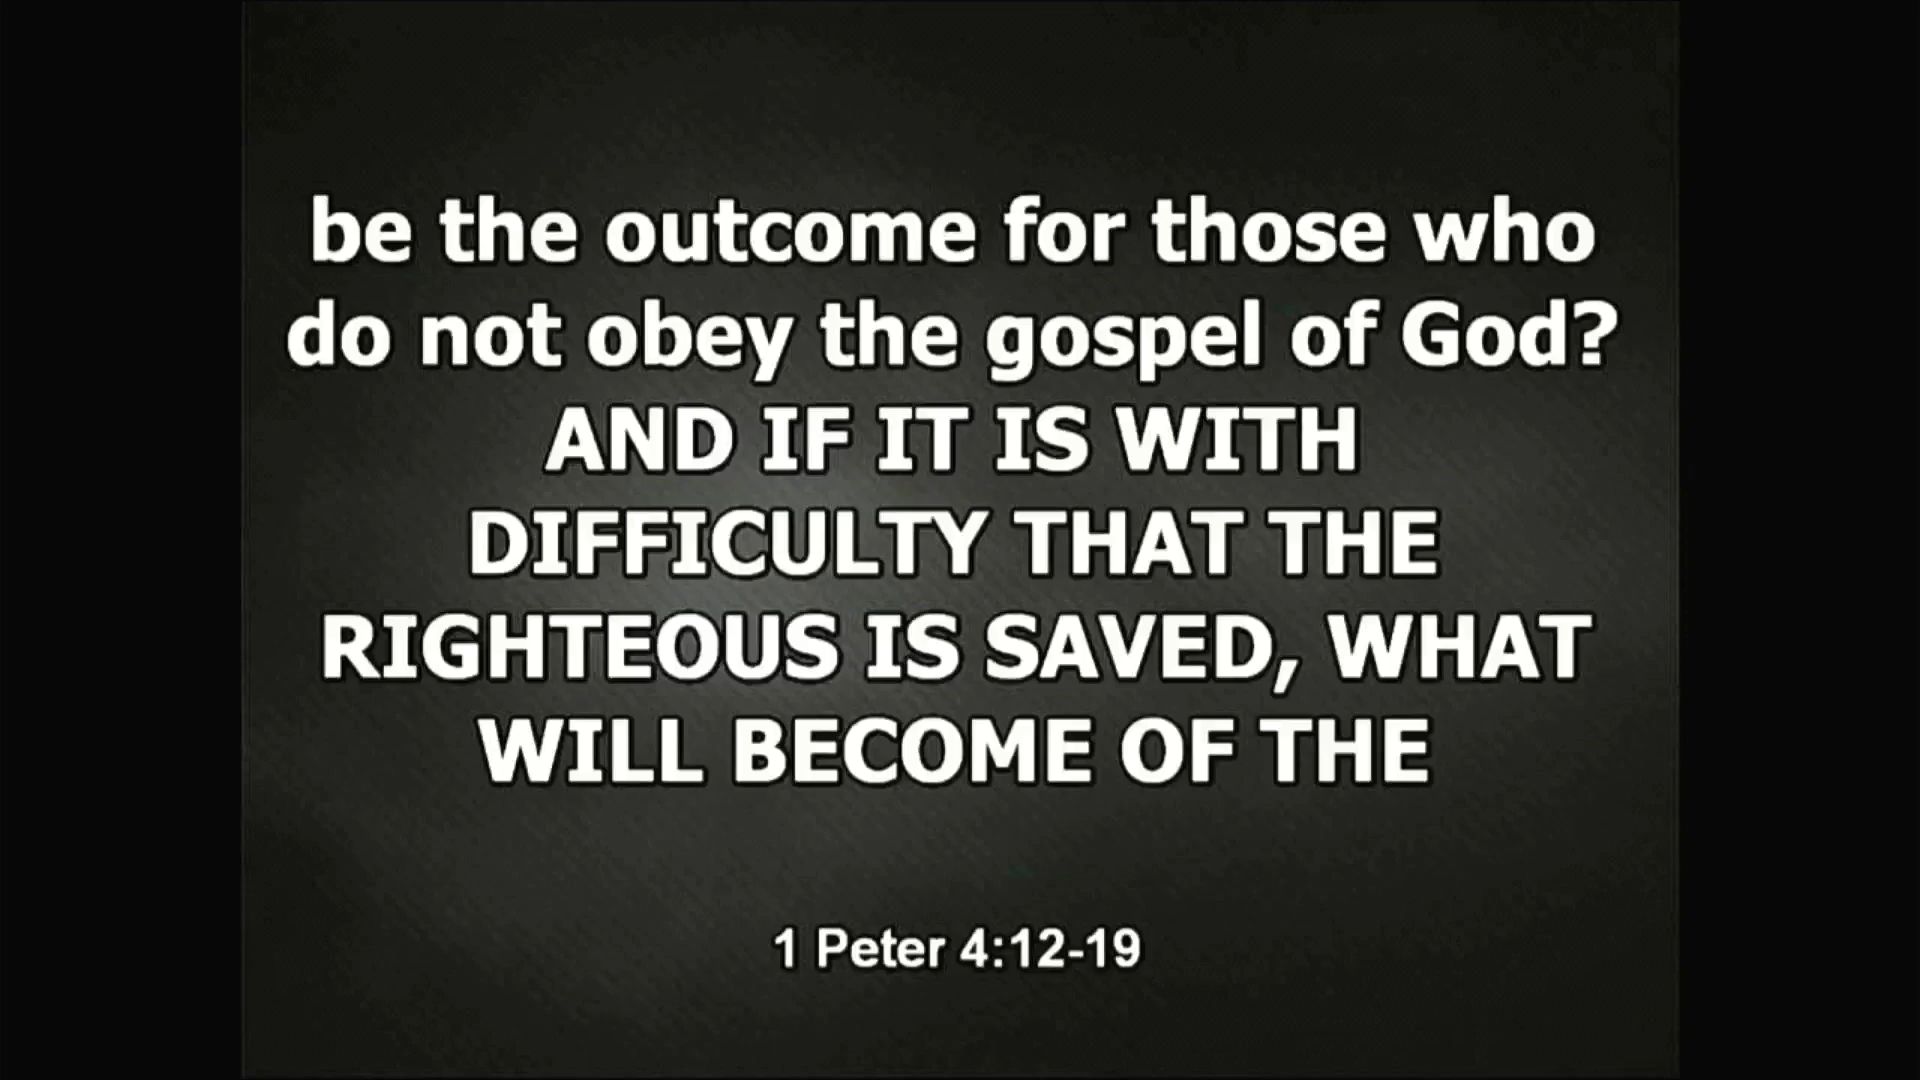 be the outcome for those who
do not obey the gospel of God?
AND IF IT IS WITH
DIFFICULTY THAT THE
RIGHTEOUS IS SAVED, WHAT
WILL BECOME OF THE
1 Peter 4:12-19